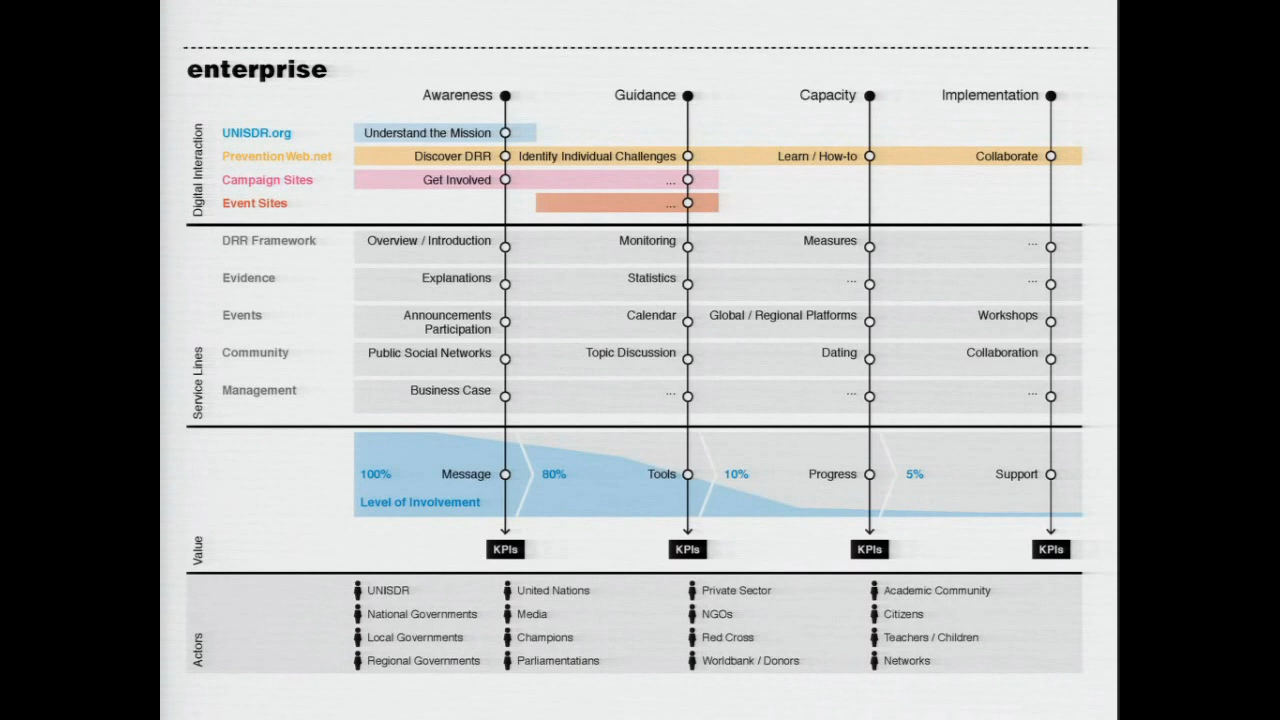 enterprise
Awareness Guidance Capacity Implementation
Digital Interaction
UNISDR.org Understand the Mission
PreventionWeb.net Discover DRR Identify Individual Challenges Learn / How-to Collaborate
Campaign Sites Get Involved ...
Event Sites ...
Service Lines
DRR Framework Overview / Introduction Monitoring Measures ...
Evidence Explanations Statistics ... ...
Events Announcements Calendar Global / Regional Platforms Workshops
Participation
Community Public Social Networks Topic Discussion Dating Collaboration
Management Business Case ... ... ...
Value
100% Message 80% Tools 10% Progress 5% Support
Level of Involvement
KPIs KPIs KPIs KPIs
Actors
UNISDR United Nations Private Sector Academic Community
National Governments Media NGOs Citizens
Local Governments Champions Red Cross Teachers / Children
Regional Governments Parliamentatians Worldbank / Donors Networks